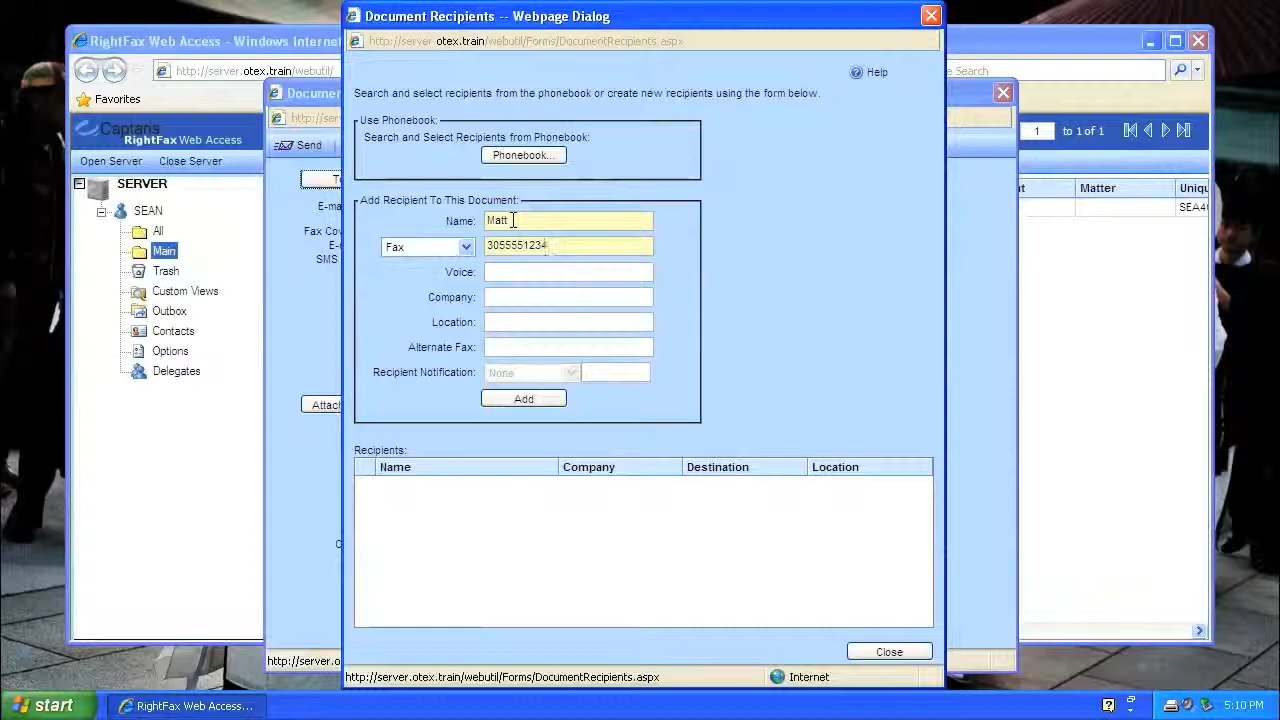 Document Recipients -- Webpage Dialog
http://server.otex.train/webutil/Forms/DocumentRecipients.aspx
RightFax Web Access - Windows Intern
http://server.otex.train/webutil/
e Search
Favorites
Docume
http://se
Captaris
RightFax Web Access
Open Server Close Server
SERVER
SEAN
All
Main
Trash
Custom Views
Outbox
Contacts
Options
Delegates
Send
E-ma
Fax Cov
E-
SMS
Attach
http://server.o
Help
Search and select recipients from the phonebook or create new recipients using the form below.
Use Phonebook:
Search and Select Recipients from Phonebook:
Phonebook...
Add Recipient To This Document:
Name: Matt
Fax 3055551234
Voice:
Company:
Location:
Alternate Fax:
Recipient Notification: None
Add
Recipients:
Name Company Destination Location
Close
http://server.otex.train/webutil/Forms/DocumentRecipients.aspx Internet
1 to 1 of 1
t Matter Uniqu
SEA4
start RightFax Web Access... 5:10 PM